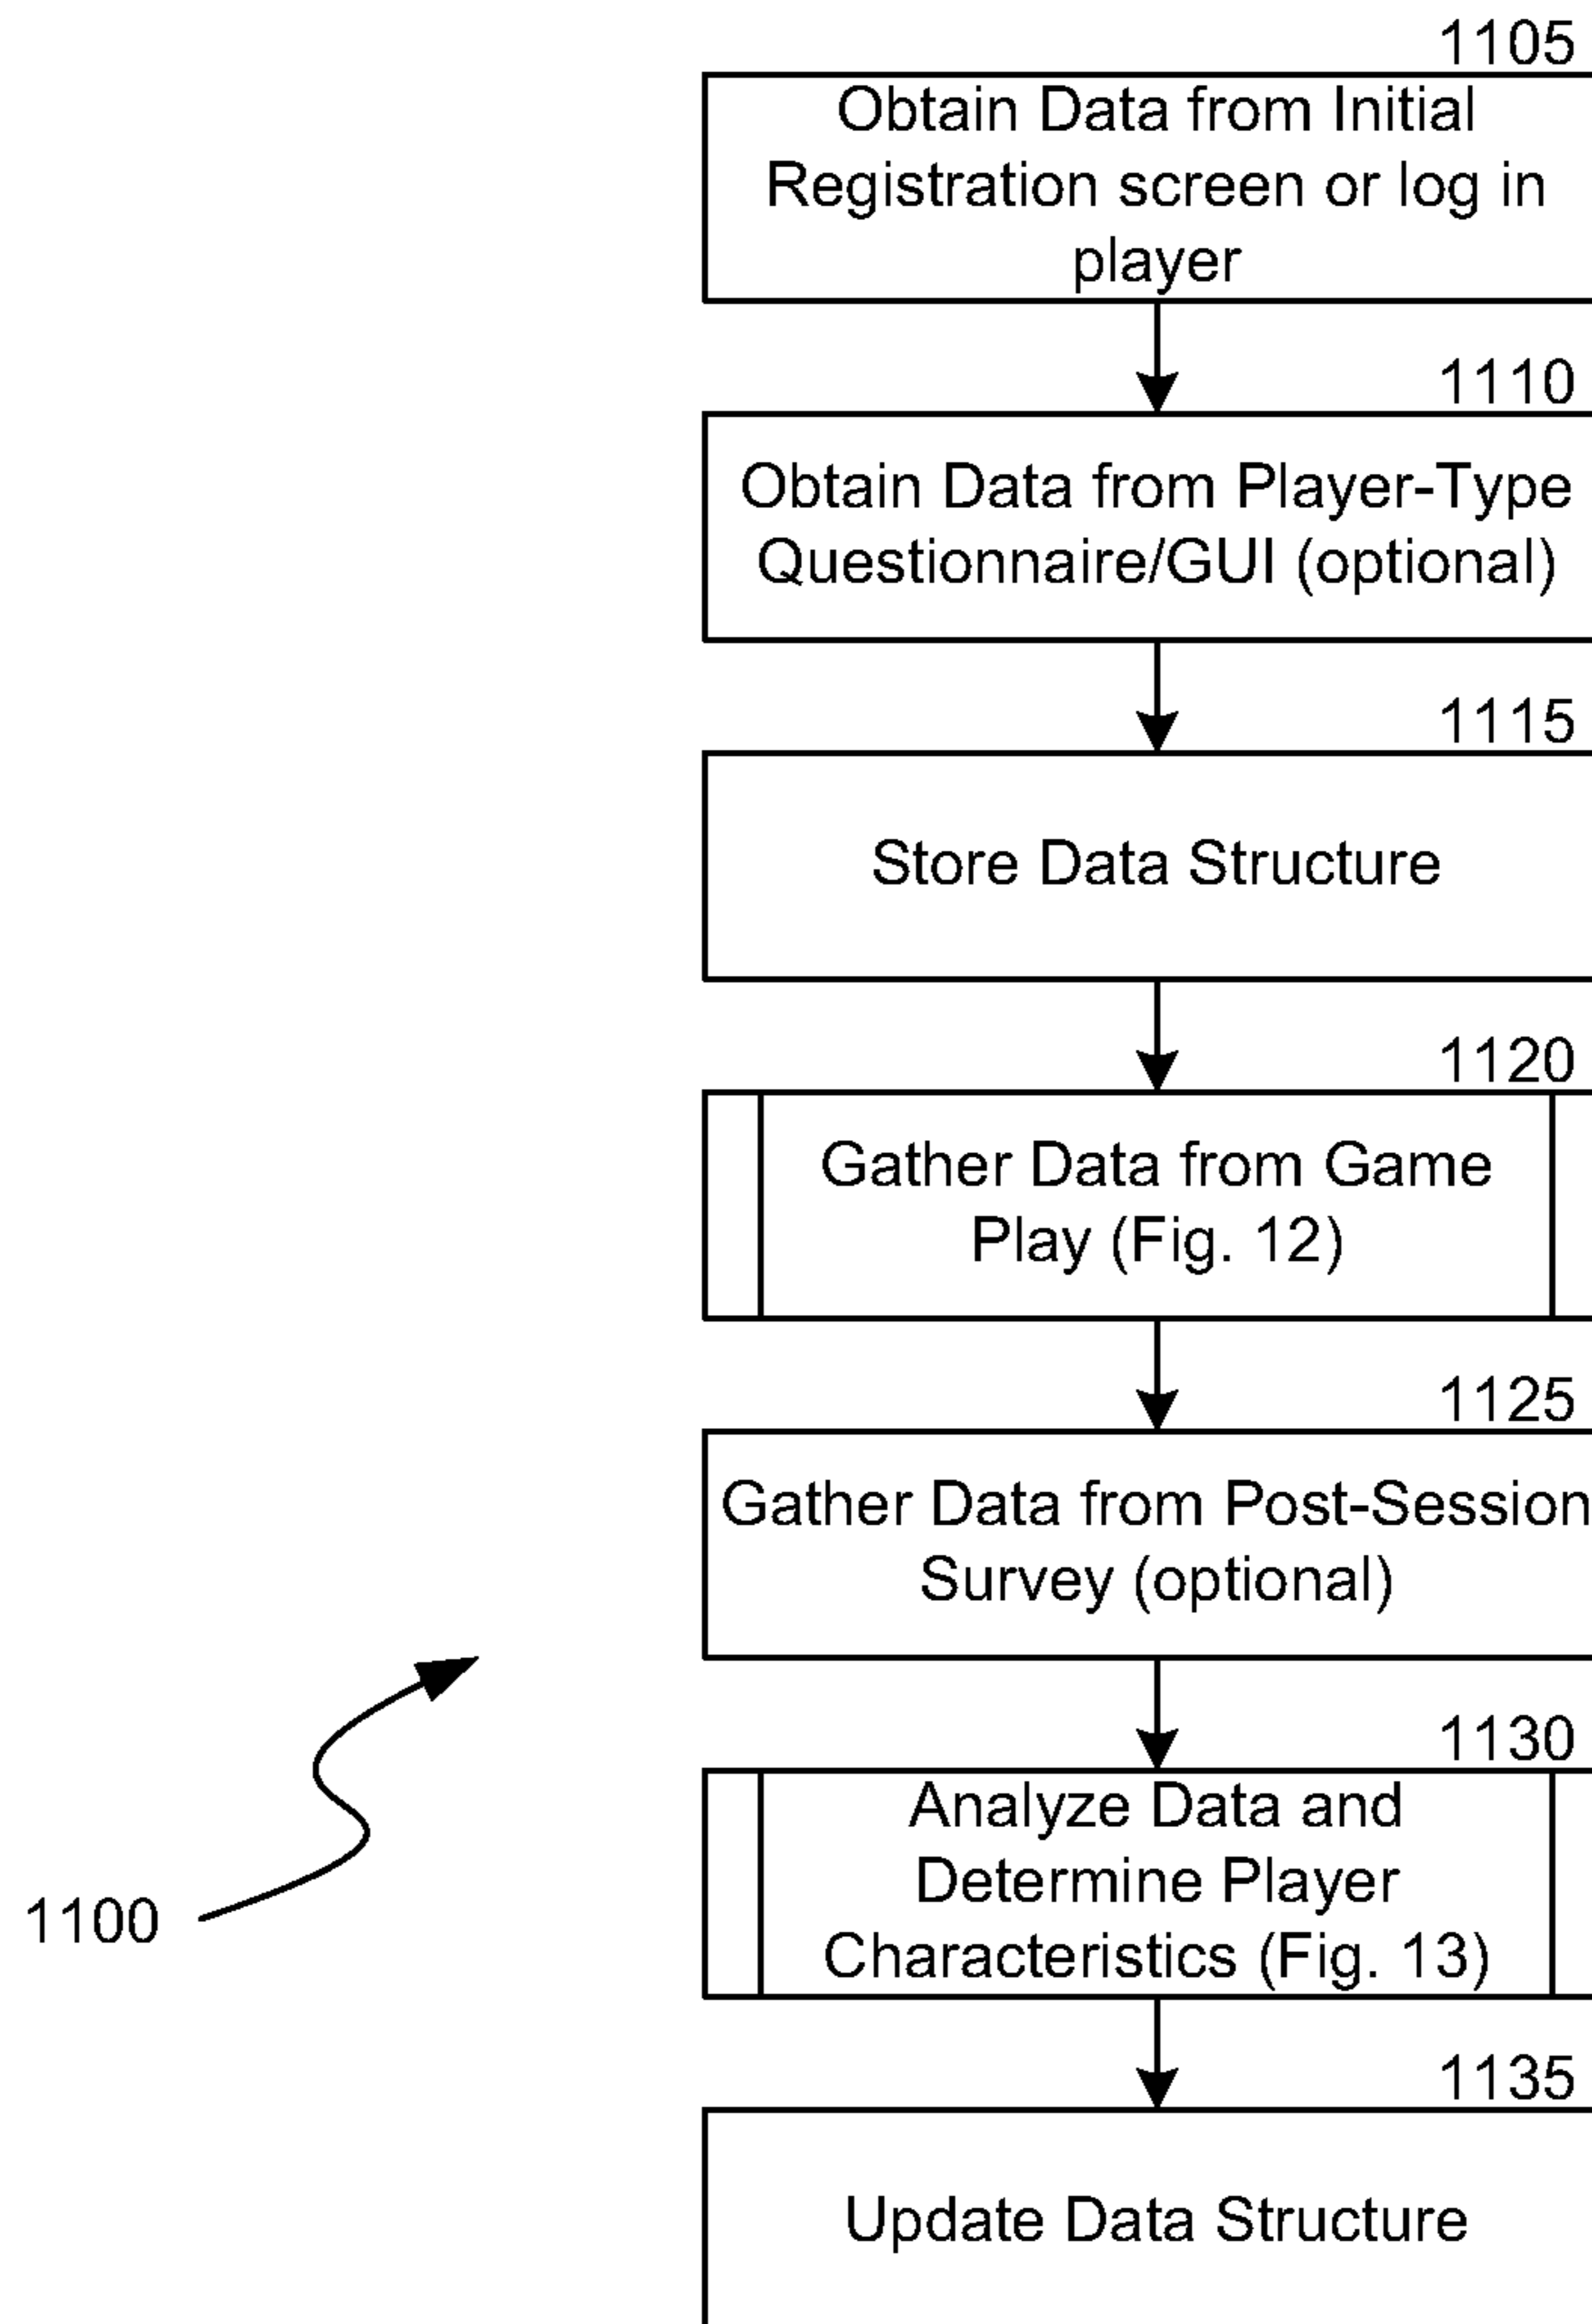 1105
Obtain Data from Initial
Registration screen or log in
player
1110
Obtain Data from Player-Type
Questionnaire/GUI (optional)
1115
Store Data Structure
1120
Gather Data from Game
Play (Fig. 12)
1125
Gather Data from Post-Session
Survey (optional)
1130
Analyze Data and
Determine Player
Characteristics (Fig. 13)
1100
1135
Update Data Structure